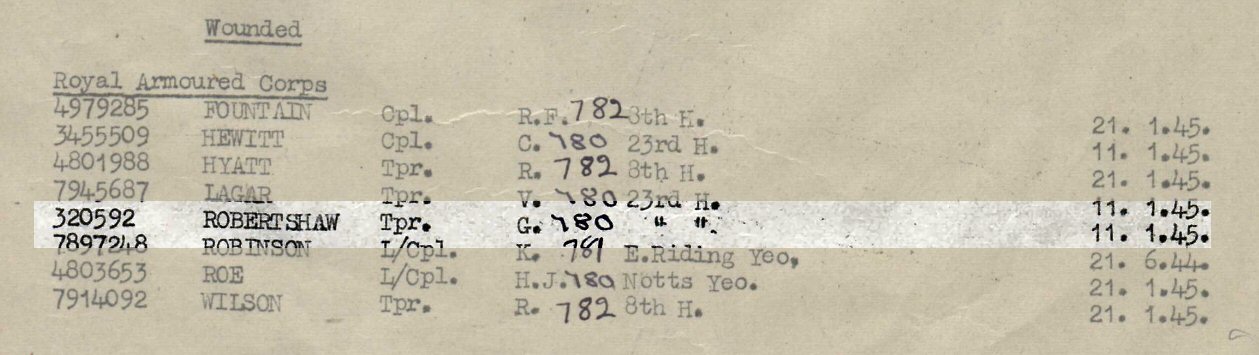 Wounded
Royal Armoured Corps
4979285 FOUNTAIN Cpl. R.F. 782 8th H. 21. 1.45.
3455509 HEWITT Cpl. C. 780 23rd H. 11. 1.45.
4801988 HYATT Tpr. R. 782 8th H. 21. 1.45.
7945687 LAGAR Tpr. V. 780 23rd H. 11. 1.45.
320592 ROBERTSHAW Tpr. G. 780 " ". 11. 1.45.
7897248 ROBINSON L/Cpl. K. 781 E.Riding Yeo, 21. 6.44.
4803653 ROE L/Cpl. H.J. 780 Notts Yeo. 21. 1.45.
7914092 WILSON Tpr. R. 782 8th H. 21. 1.45.